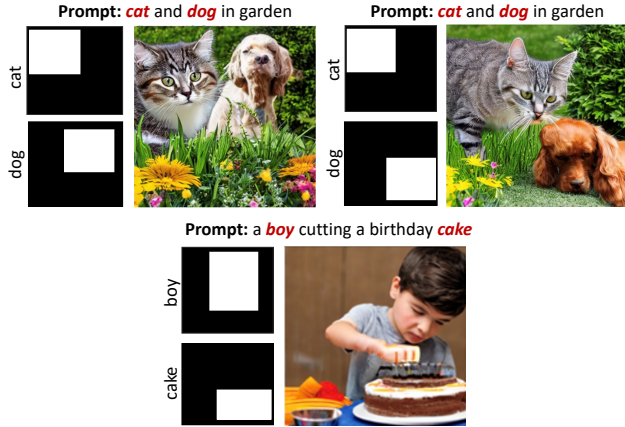 Prompt: cat and dog in garden
cat
dog
Prompt: cat and dog in garden
cat
dog
Prompt: a boy cutting a birthday cake
boy
cake